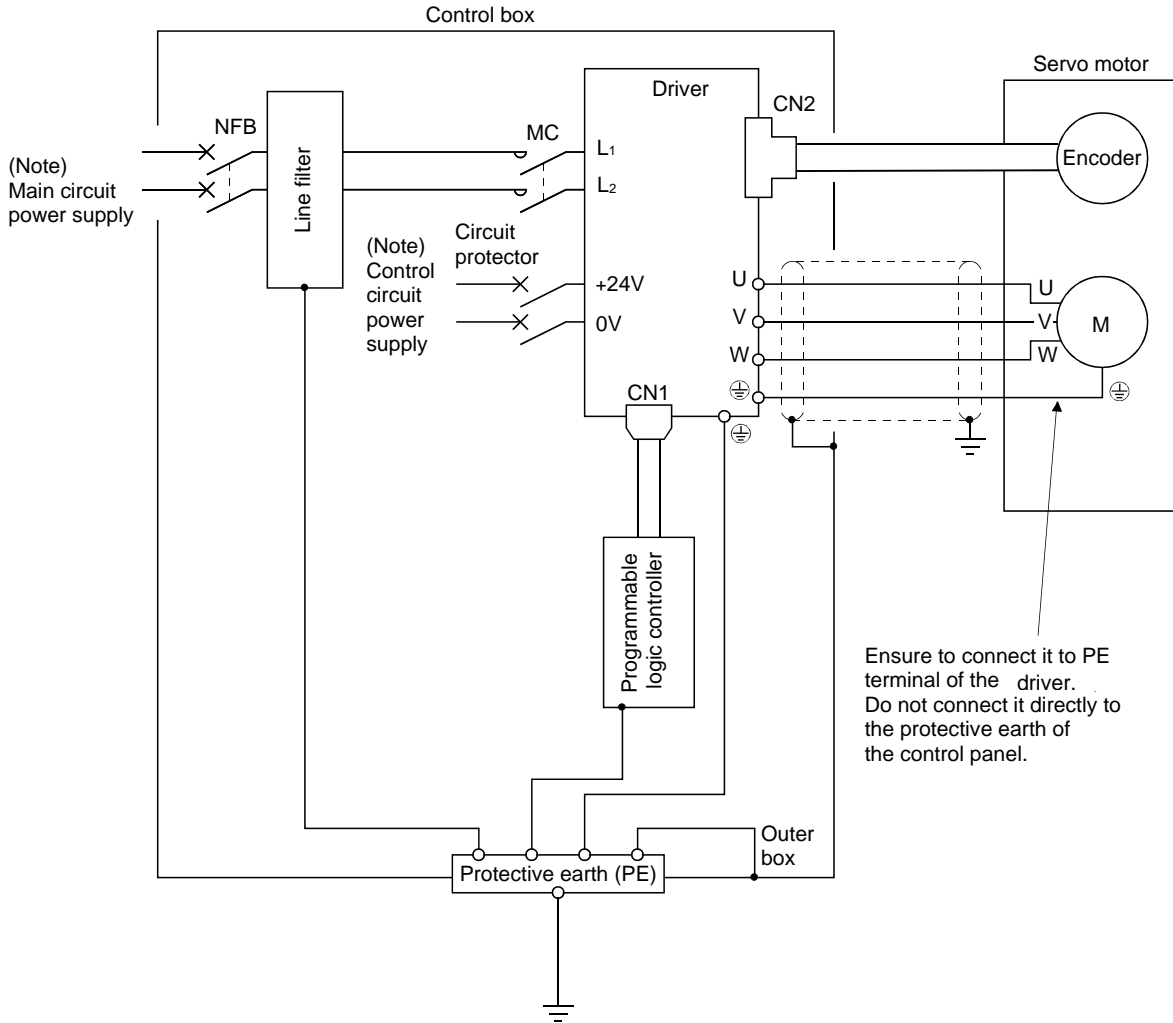 Control box
Servo motor
Driver
CN2
NFB
MC
L1
Encoder
(Note)
Main circuit
power supply
Line filter
L2
(Note)
Control
circuit
power
supply
Circuit
protector
+24V
0V
U
V
W
U
V
W
M
CN1
Programmable
logic controller
Ensure to connect it to PE
terminal of the driver.
Do not connect it directly to
the protective earth of
the control panel.
Outer
box
Protective earth (PE)